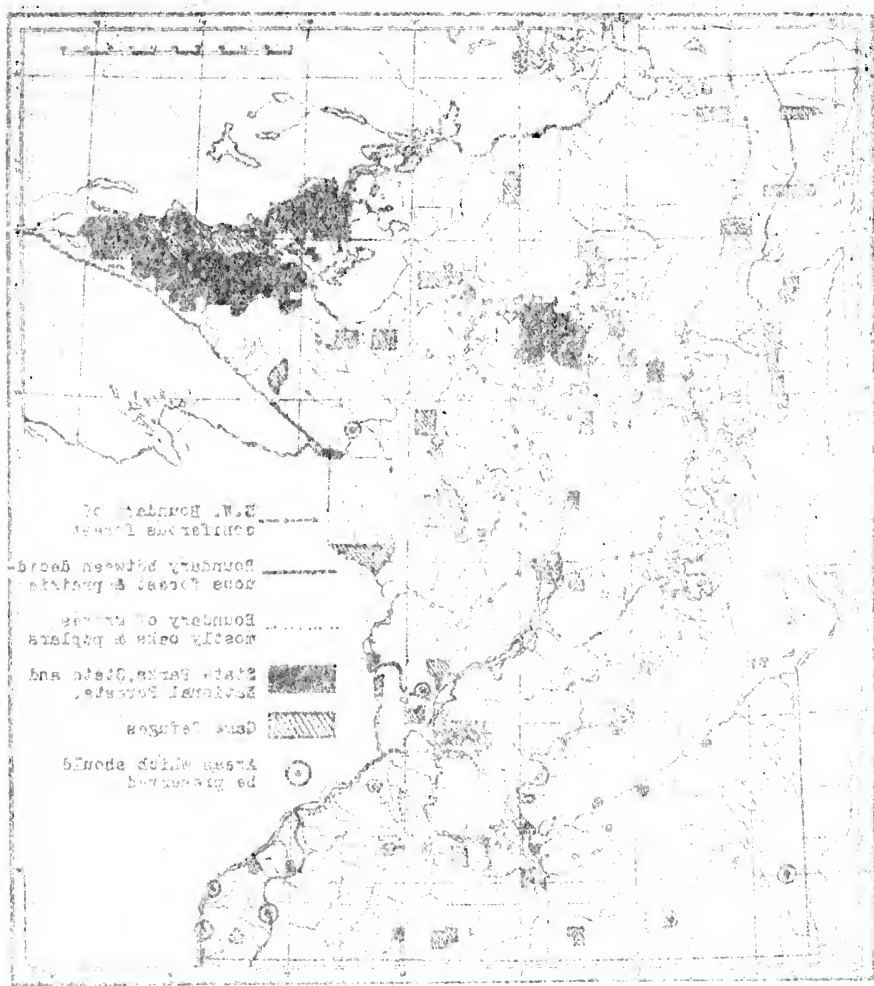 S.W. Boundary of
coniferous forest
Boundary between decid-
uous forest & prairie
Boundary of
mostly oaks & poplars
State Parks, State and
National Forests,
Game Refuges
Areas which should
be preserved